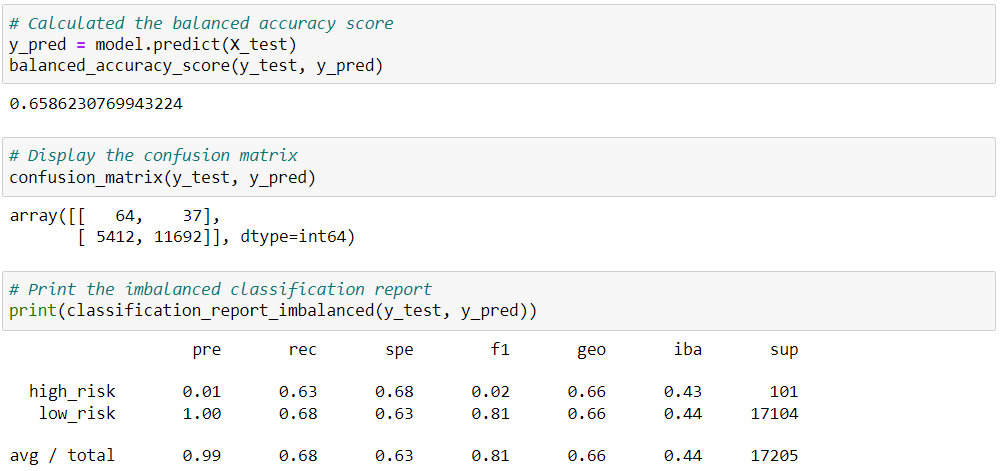 # Calculated the balanced accuracy score
y_pred = model.predict(X_test)
balanced_accuracy_score(y_test, y_pred)
0.6586230769943224
# Display the confusion matrix
confusion_matrix(y_test, y_pred)
array([[   64,    37],
       [ 5412, 11692]], dtype=int64)
# Print the imbalanced classification report
print(classification_report_imbalanced(y_test, y_pred))
pre rec spe f1 geo iba sup
high_risk 0.01 0.63 0.68 0.02 0.66 0.43 101
low_risk 1.00 0.68 0.63 0.81 0.66 0.44 17104
avg / total 0.99 0.68 0.63 0.81 0.66 0.44 17205